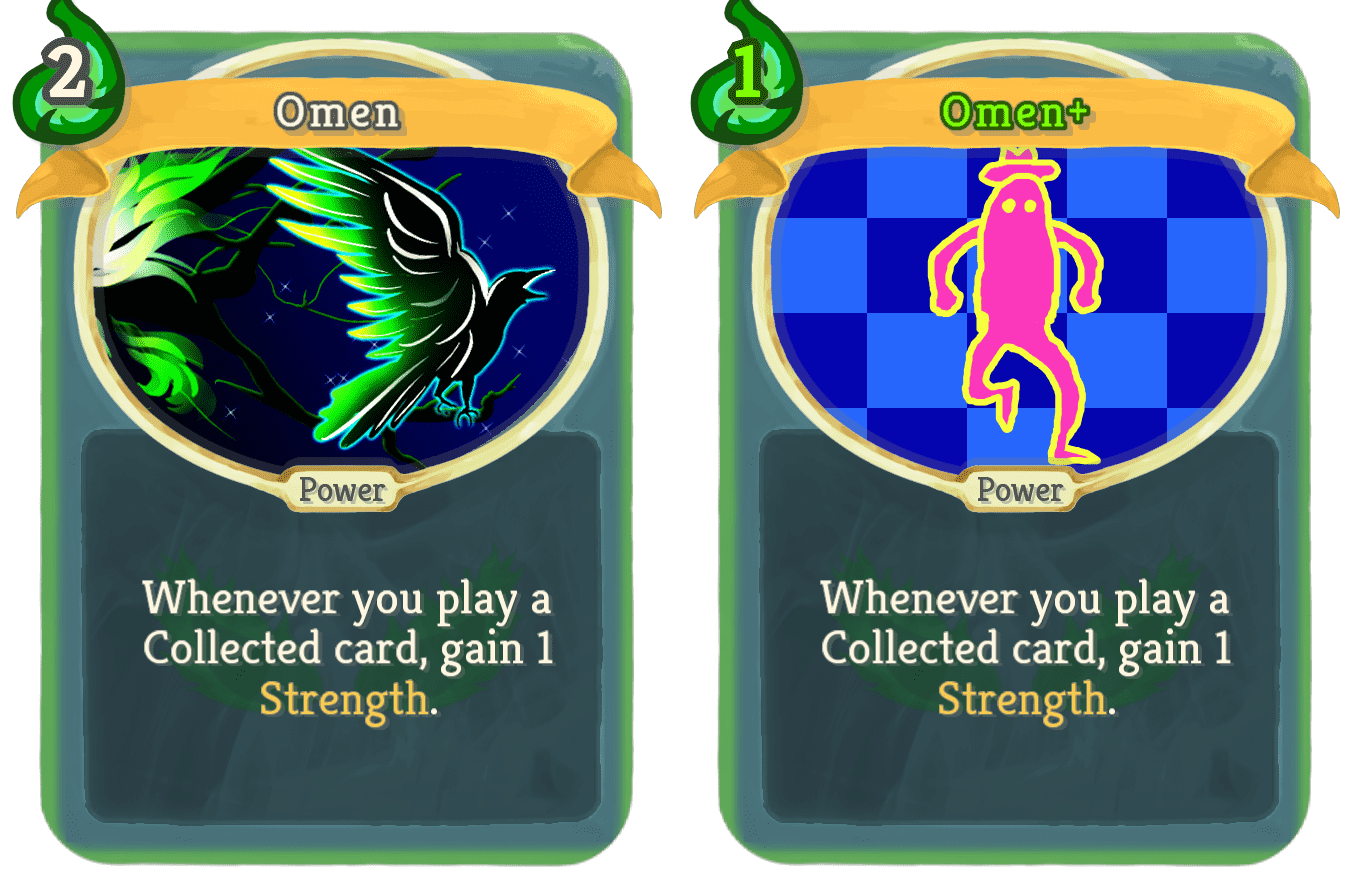 2
Omen
Power
Whenever you play a
Collected card, gain 1
Strength.
1
Omen+
Power
Whenever you play a
Collected card, gain 1
Strength.